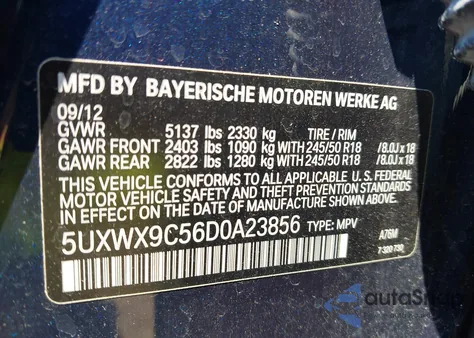 MFD BY BAYERISCHE MOTOREN WERKE AG
09/12
GVWR 5137 lbs 2330 kg TIRE / RIM
GAWR FRONT 2403 lbs 1090 kg WITH 245/50 R18 /8.0J x 18
GAWR REAR 2822 lbs 1280 kg WITH 245/50 R18 /8.0J x 18
THIS VEHICLE CONFORMS TO ALL APPLICABLE U.S. FEDERAL
MOTOR VEHICLE SAFETY AND THEFT PREVENTION STANDARDS
IN EFFECT ON THE DATE OF MANUFACTURE SHOWN ABOVE.
5UXWX9C56D0A23856 TYPE: MPV
A76M
7 320 730